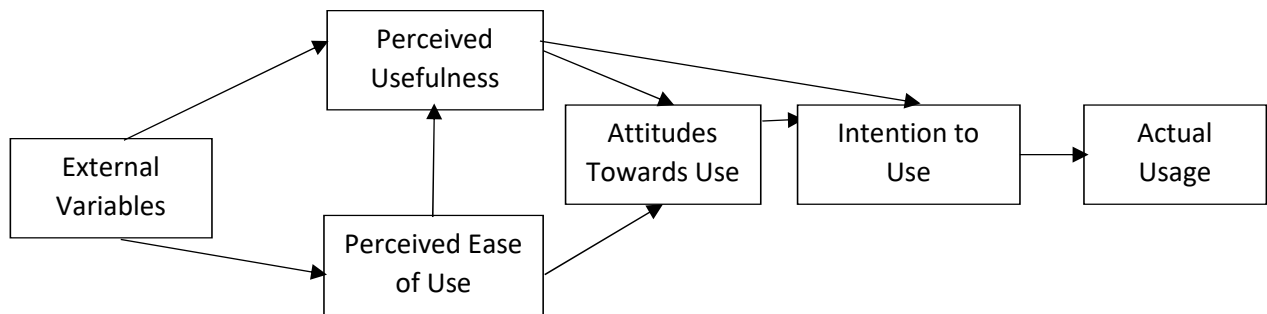 Perceived
Usefulness
External
Variables
Perceived Ease
of Use
Attitudes
Towards Use
Intention to
Use
Actual
Usage